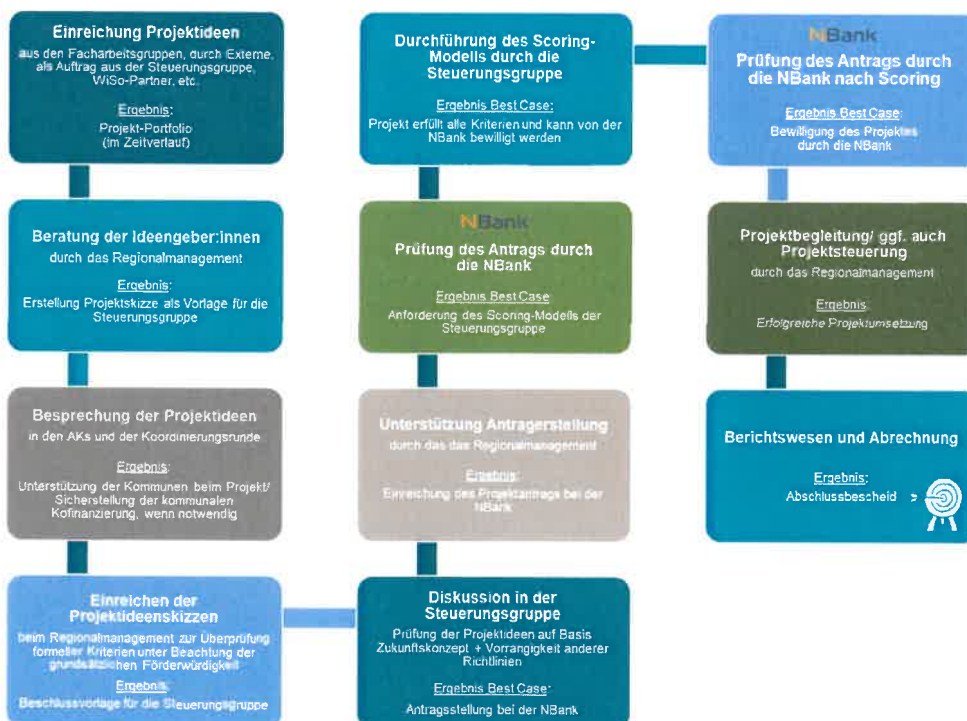 Einreichung Projektideen
aus den Facharbeitsgruppen, durch Externe,
als Auftrag aus der Steuerungsgruppe,
WiSo-Partner, etc.
Ergebnis:
Projekt-Portfolio
(im Zeitverlauf)
Beratung der Ideengeber:innen
durch das Regionalmanagement
Ergebnis:
Erstellung Projektskizze als Vorlage für die
Steuerungsgruppe
Besprechung der Projektideen
in den AKs und der Koordinierungsrunde
Ergebnis:
Unterstützung der Kommunen beim Projekt/
Sicherstellung der kommunalen
Kofinanzierung, wenn notwendig
Einreichen der
Projektideenskizzen
beim Regionalmanagement zur Überprüfung
formeller Kriterien unter Beachtung der
grundsätzlichen Förderwürdigkeit
Ergebnis:
Beschlussvorlage für die Steuerungsgruppe
Diskussion in der
Steuerungsgruppe
Prüfung der Projektideen auf Basis
Zukunftskonzept + Vorrangigkeit anderer
Richtlinien
Ergebnis Best Case:
Antragsstellung bei der NBank
Unterstützung Antragerstellung
durch das das Regionalmanagement
Ergebnis:
Einreichung des Projektantrags bei der
NBank
NBank
Prüfung des Antrags durch
die NBank
Ergebnis Best Case
Anforderung des Scoring-Modells der
Steuerungsgruppe
Durchführung des Scoring-
Modells durch die
Steuerungsgruppe
Ergebnis Best Case:
Projekt erfüllt alle Kriterien und kann von der
NBank bewilligt werden
NBank
Prüfung des Antrags durch
die NBank nach Scoring
Ergebnis Best Case:
Bewilligung des Projektes
durch die NBank
Projektbegleitung/ ggf. auch
Projektsteuerung
durch das Regionalmanagement
Ergebnis:
Erfolgreiche Projektumsetzung
Berichtswesen und Abrechnung
Ergebnis:
Abschlussbescheid >